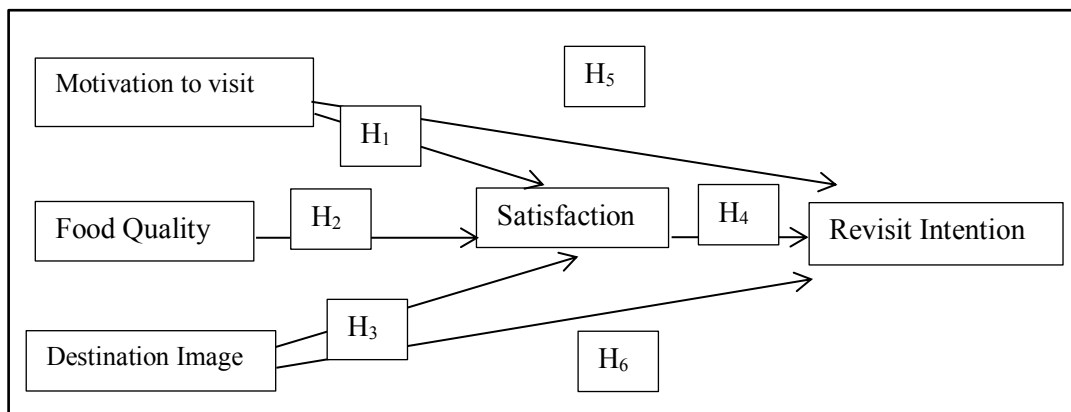 Motivation to visit
H₅
H₁
Food Quality
H₂
Satisfaction
H₄
Revisit Intention
Destination Image
H₃
H₆